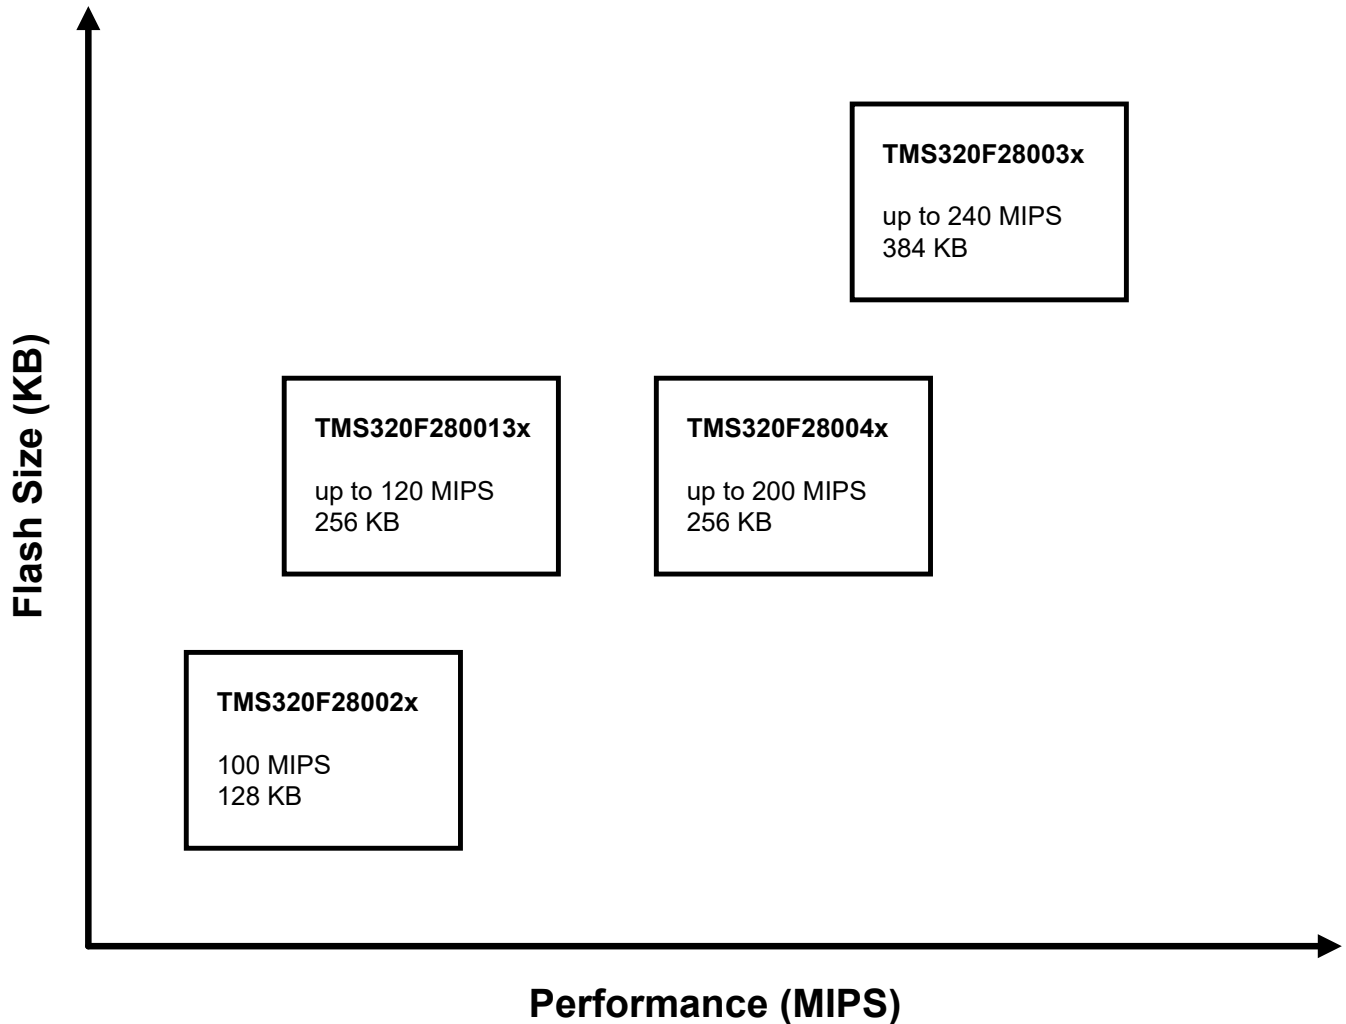 Flash Size (KB)
TMS320F28003x
up to 240 MIPS
384 KB
TMS320F280013x
up to 120 MIPS
256 KB
TMS320F28004x
up to 200 MIPS
256 KB
TMS320F28002x
100 MIPS
128 KB
Performance (MIPS)